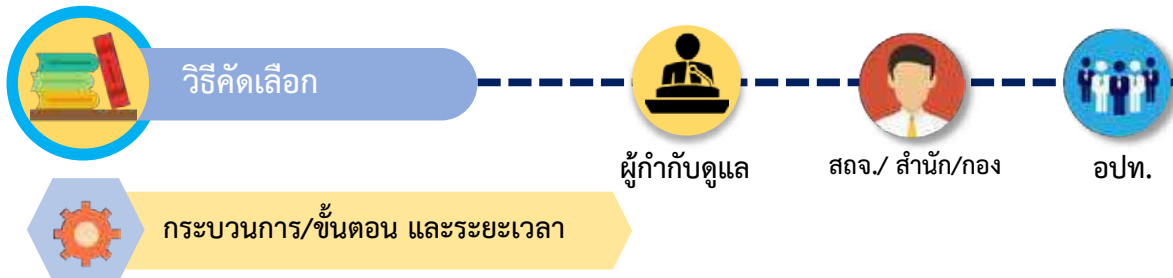 วิธีคัดเลือก
ผู้กำกับดูแล
สถจ./ สำนัก/กอง
อปท.
กระบวนการ/ขั้นตอน และระยะเวลา